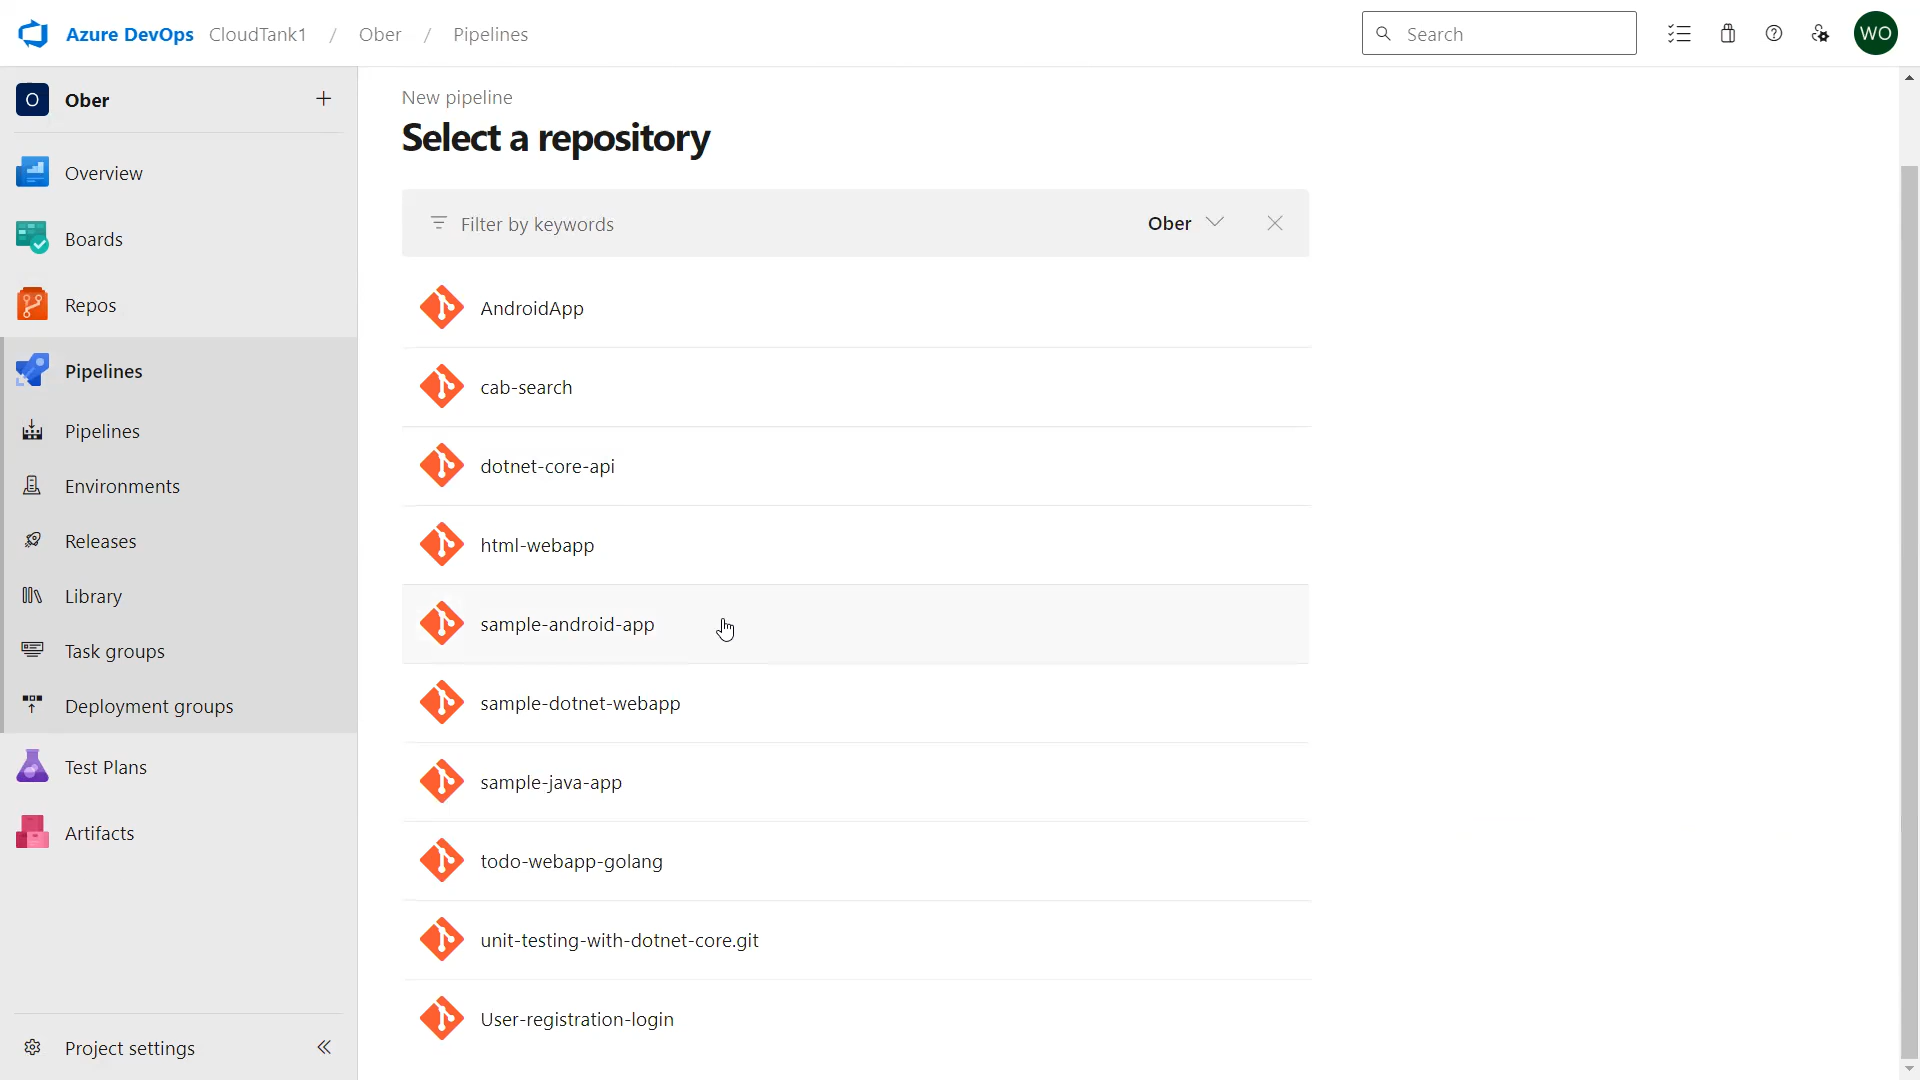 Azure DevOps CloudTank1 / Ober / Pipelines
Search
WO
O Ober
Overview
Boards
Repos
Pipelines
Pipelines
Environments
Releases
Library
Task groups
Deployment groups
Test Plans
Artifacts
Project settings
New pipeline
Select a repository
Filter by keywords
Ober
AndroidApp
cab-search
dotnet-core-api
html-webapp
sample-android-app
sample-dotnet-webapp
sample-java-app
todo-webapp-golang
unit-testing-with-dotnet-core.git
User-registration-login